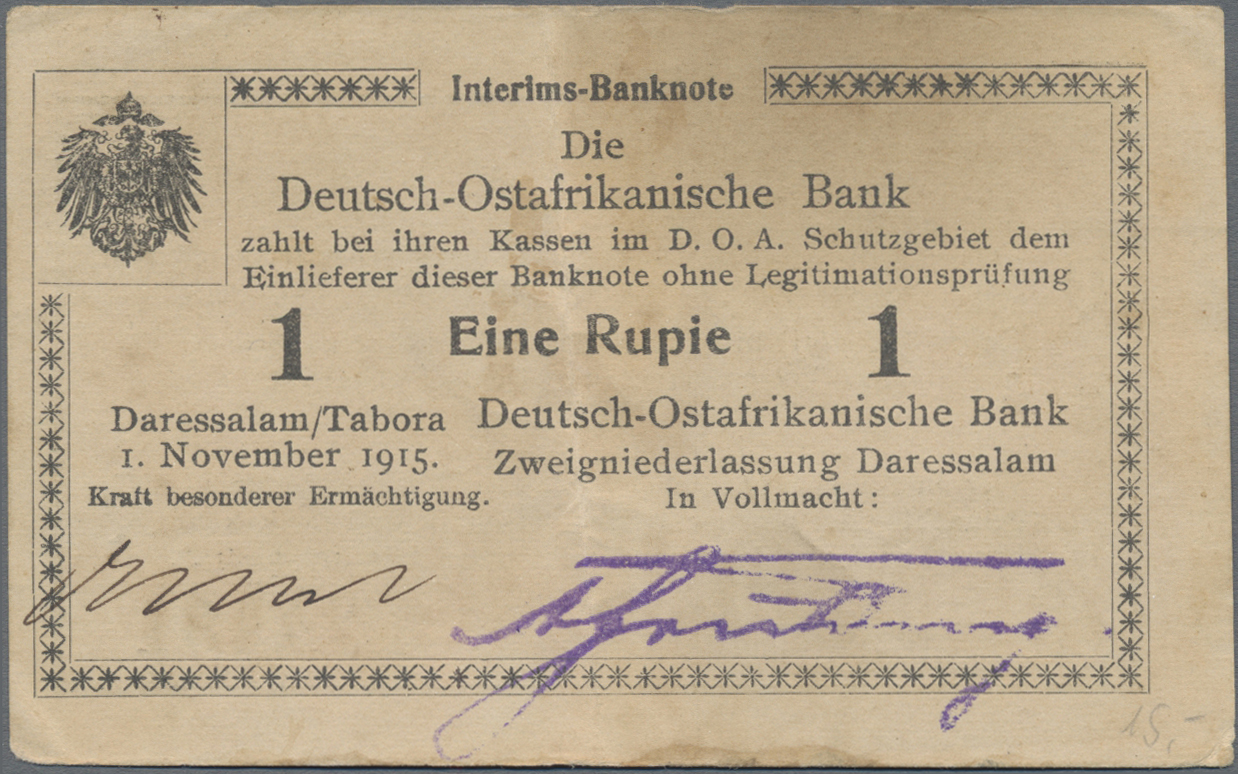 Interims-Banknote
Die
Deutsch-Ostafrikanische Bank
zahlt bei ihren Kassen im D. O. A. Schutzgebiet dem
Einlieferer dieser Banknote ohne Legitimationsprüfung
1 Eine Rupie 1
Daressalam/Tabora
1. November 1915.
Kraft besonderer Ermächtigung.
Deutsch-Ostafrikanische Bank
Zweigniederlassung Daressalam
In Vollmacht:
15,-